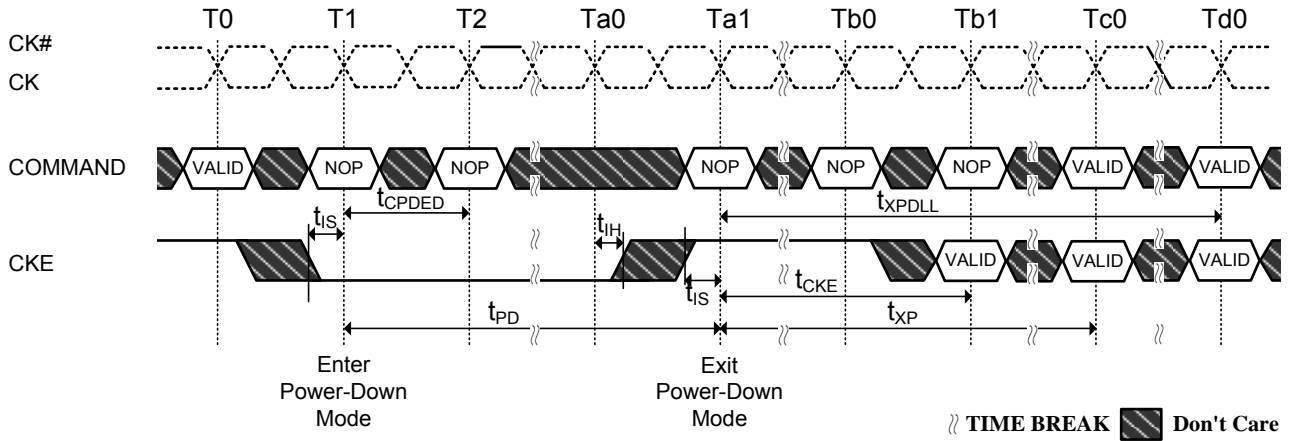 T0 T1 T2 Ta0 Ta1 Tb0 Tb1 Tc0 Td0
CK#
CK
COMMAND VALID NOP NOP NOP NOP NOP VALID VALID
tCPDED tXPDLL
tIS tIH
CKE VALID VALID VALID
tIS tCKE
tPD tXP
Enter
Power-Down
Mode
Exit
Power-Down
Mode
TIME BREAK Don't Care